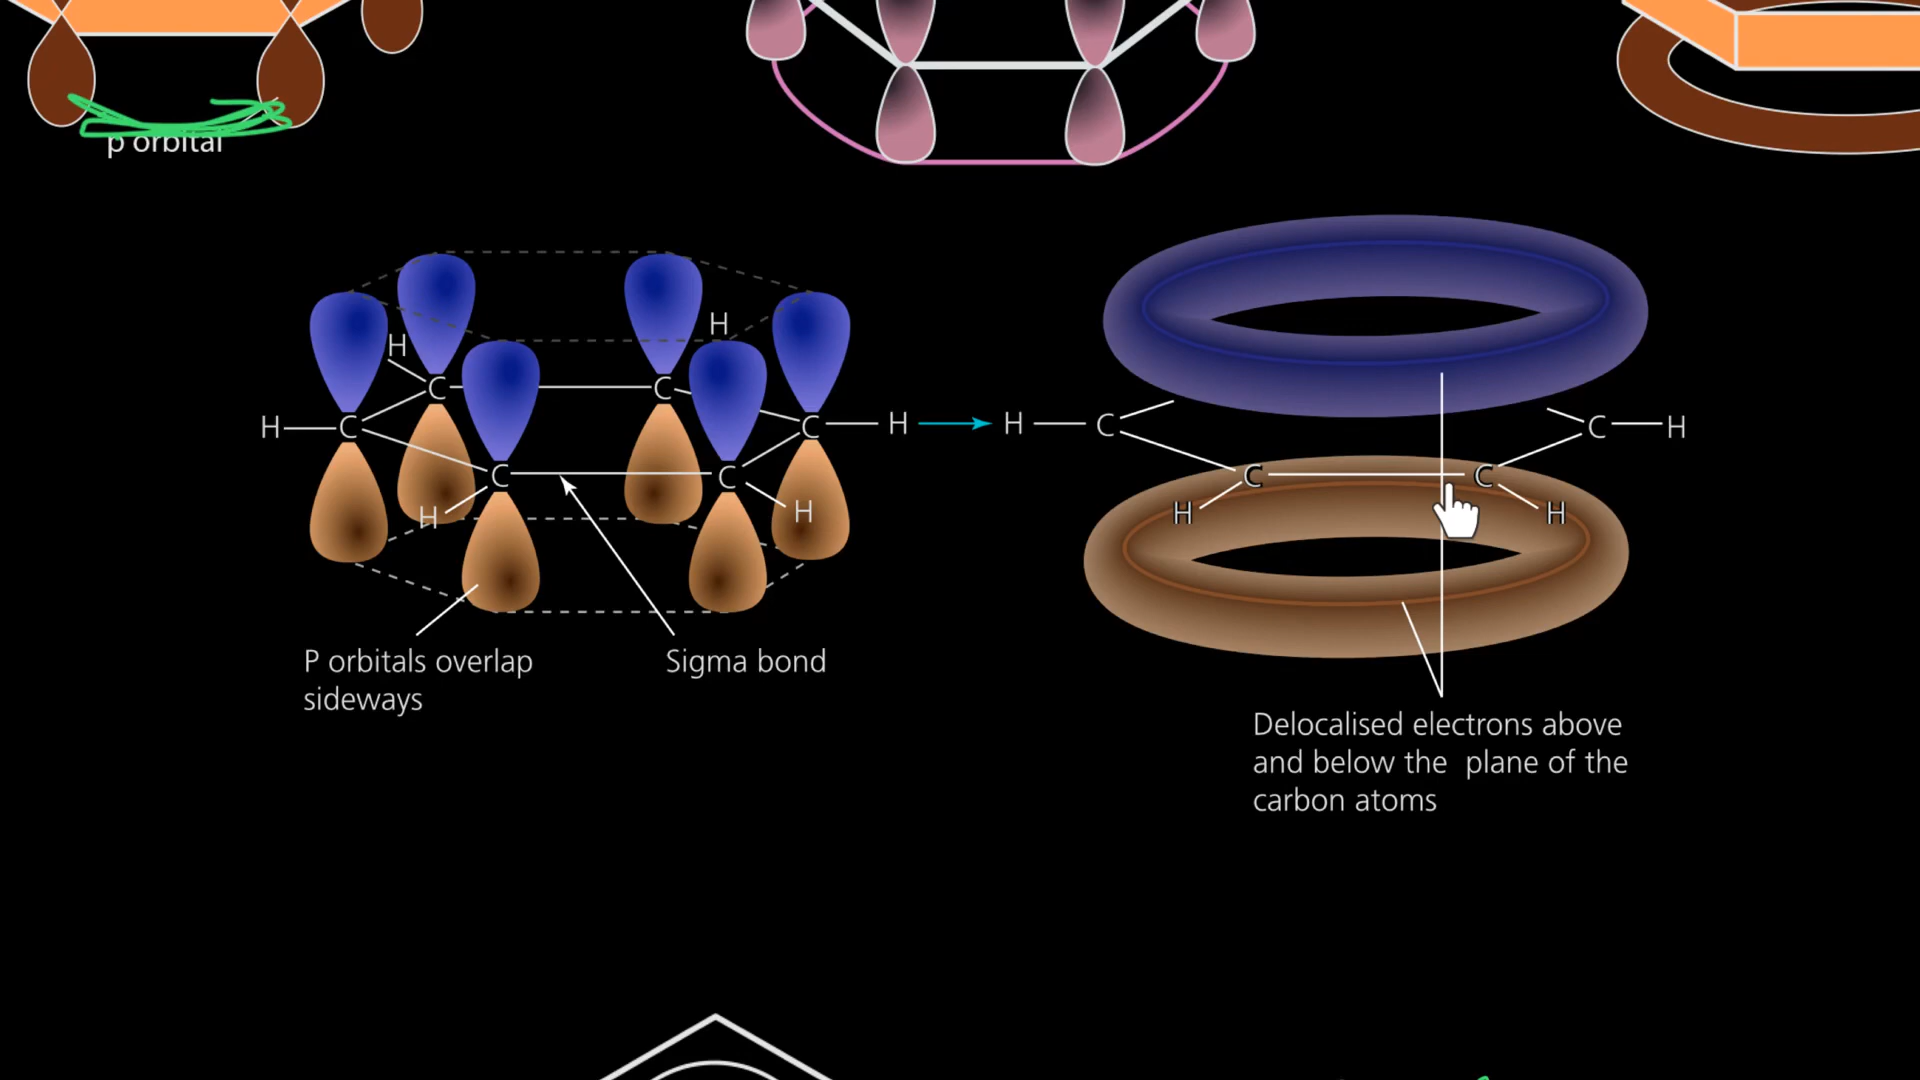 p orbital
H
H
C
C
H
C
C
H
H
C
C
C
C
H
H
C
C
H
H
H
H
P orbitals overlap
sideways
Sigma bond
Delocalised electrons above
and below the plane of the
carbon atoms